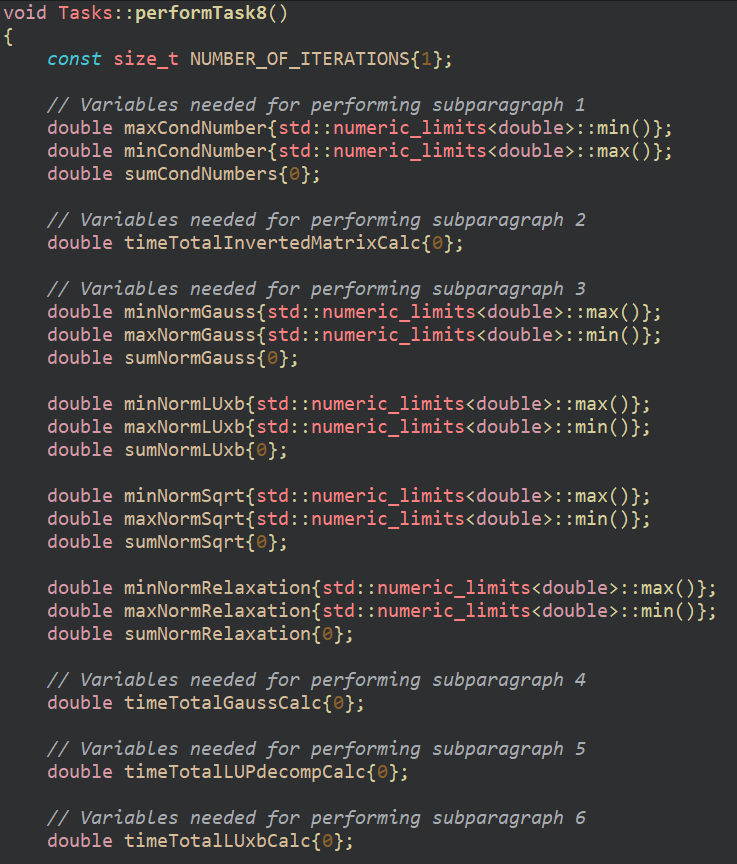 void Tasks::performTask8()
{
    const size_t NUMBER_OF_ITERATIONS{1};

    // Variables needed for performing subparagraph 1
    double maxCondNumber{std::numeric_limits<double>::min()};
    double minCondNumber{std::numeric_limits<double>::max()};
    double sumCondNumbers{0};

    // Variables needed for performing subparagraph 2
    double timeTotalInvertedMatrixCalc{0};

    // Variables needed for performing subparagraph 3
    double minNormGauss{std::numeric_limits<double>::max()};
    double maxNormGauss{std::numeric_limits<double>::min()};
    double sumNormGauss{0};

    double minNormLUxb{std::numeric_limits<double>::max()};
    double maxNormLUxb{std::numeric_limits<double>::min()};
    double sumNormLUxb{0};

    double minNormSqrt{std::numeric_limits<double>::max()};
    double maxNormSqrt{std::numeric_limits<double>::min()};
    double sumNormSqrt{0};

    double minNormRelaxation{std::numeric_limits<double>::max()};
    double maxNormRelaxation{std::numeric_limits<double>::min()};
    double sumNormRelaxation{0};

    // Variables needed for performing subparagraph 4
    double timeTotalGaussCalc{0};

    // Variables needed for performing subparagraph 5
    double timeTotalLUPdecompCalc{0};

    // Variables needed for performing subparagraph 6
    double timeTotalLUxbCalc{0};